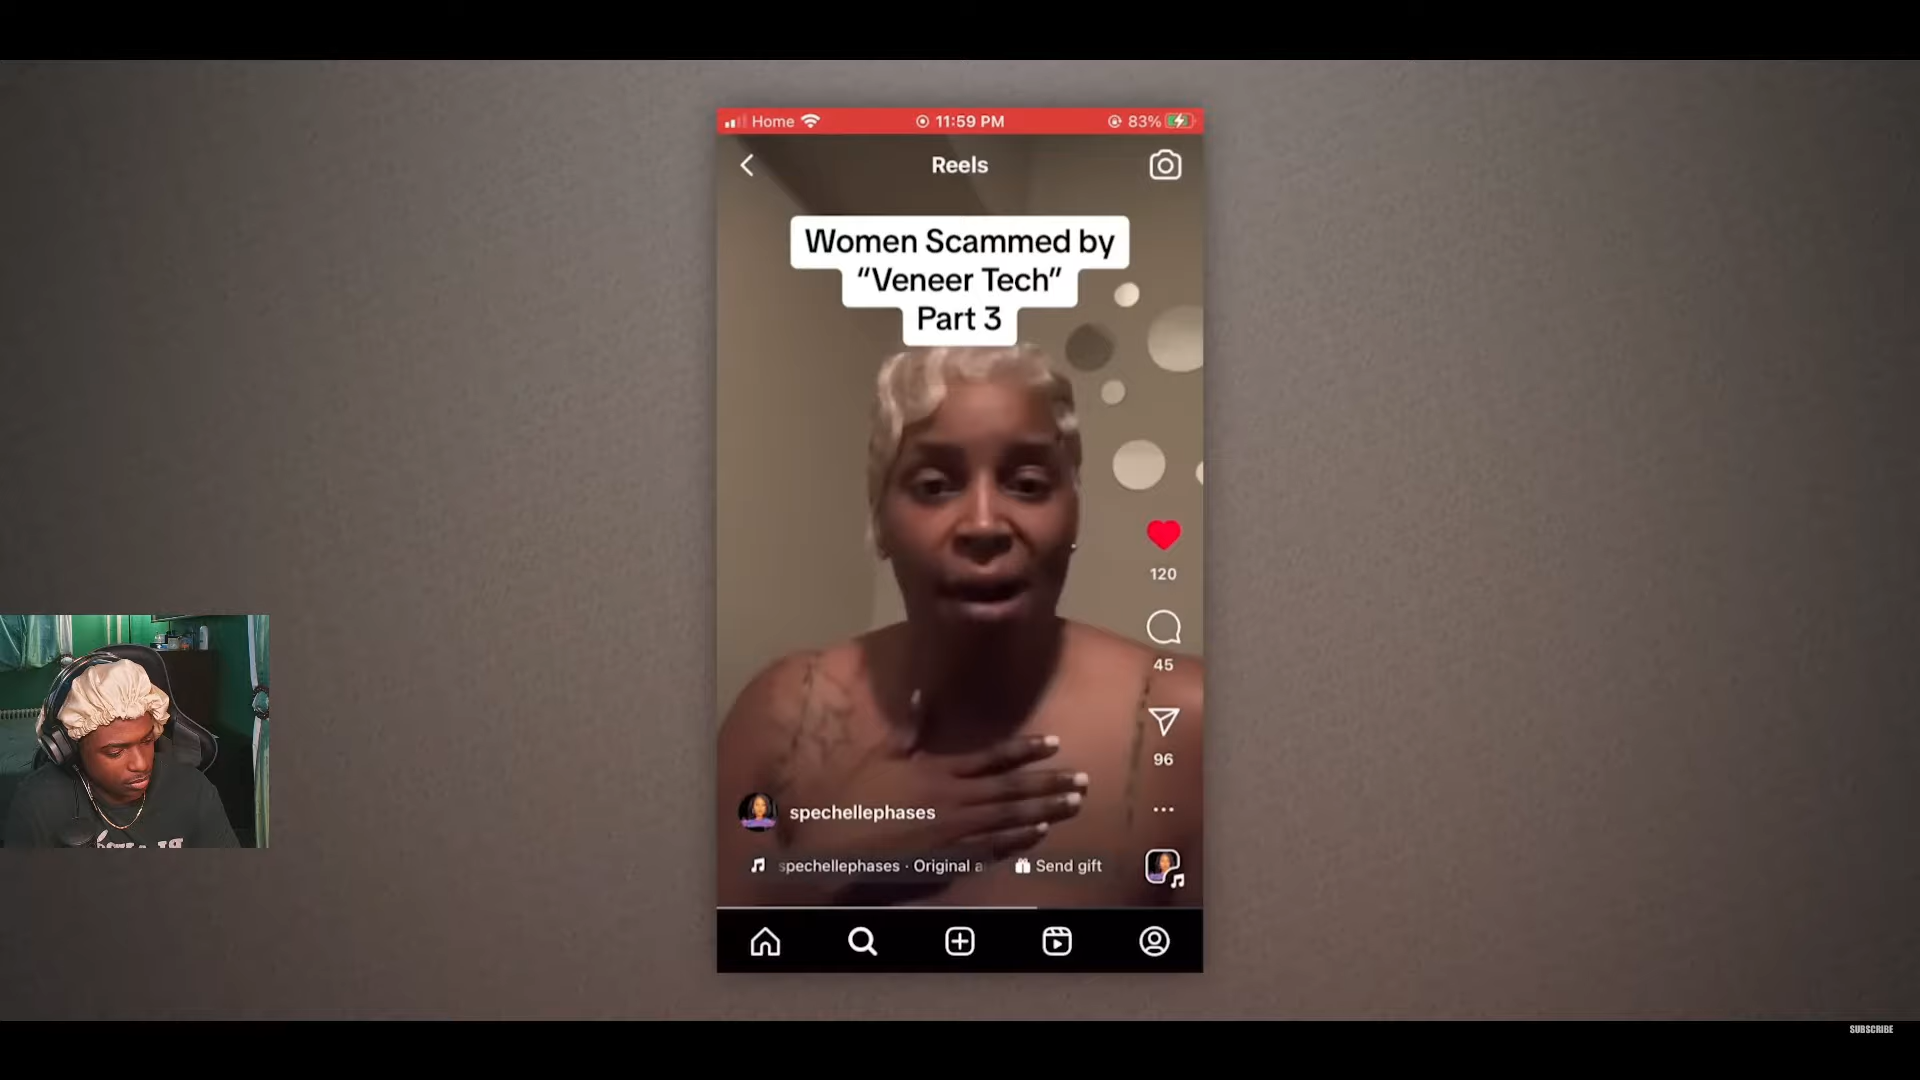 Home
11:59 PM
83%
Reels
Women Scammed by
“Veneer Tech”
Part 3
120
45
96
spechellephases
spechellephases · Original a
Send gift
SUBSCRIBE